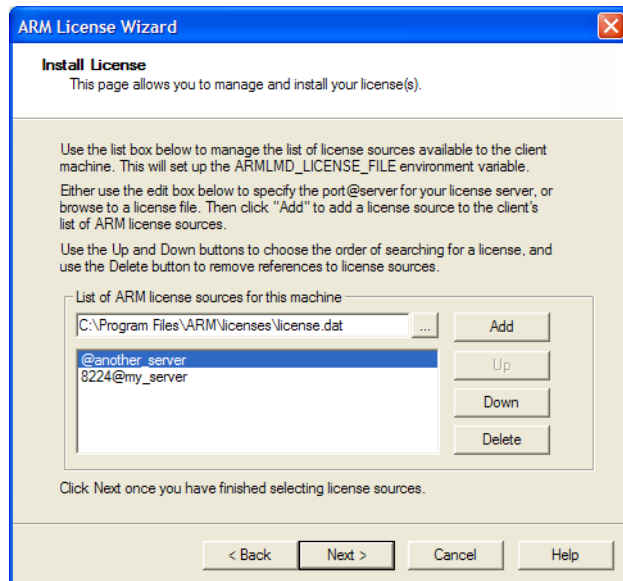 ARM License Wizard
Install License
This page allows you to manage and install your license(s).
Use the list box below to manage the list of license sources available to the client
machine. This will set up the ARMLMD_LICENSE_FILE environment variable.
Either use the edit box below to specify the port@server for your license server, or
browse to a license file. Then click "Add" to add a license source to the client's
list of ARM license sources.
Use the Up and Down buttons to choose the order of searching for a license, and
use the Delete button to remove references to license sources.
List of ARM license sources for this machine
C:\Program Files\ARM\licenses\license.dat
...
Add
@another_server
8224@my_server
Up
Down
Delete
Click Next once you have finished selecting license sources.
< Back
Next >
Cancel
Help